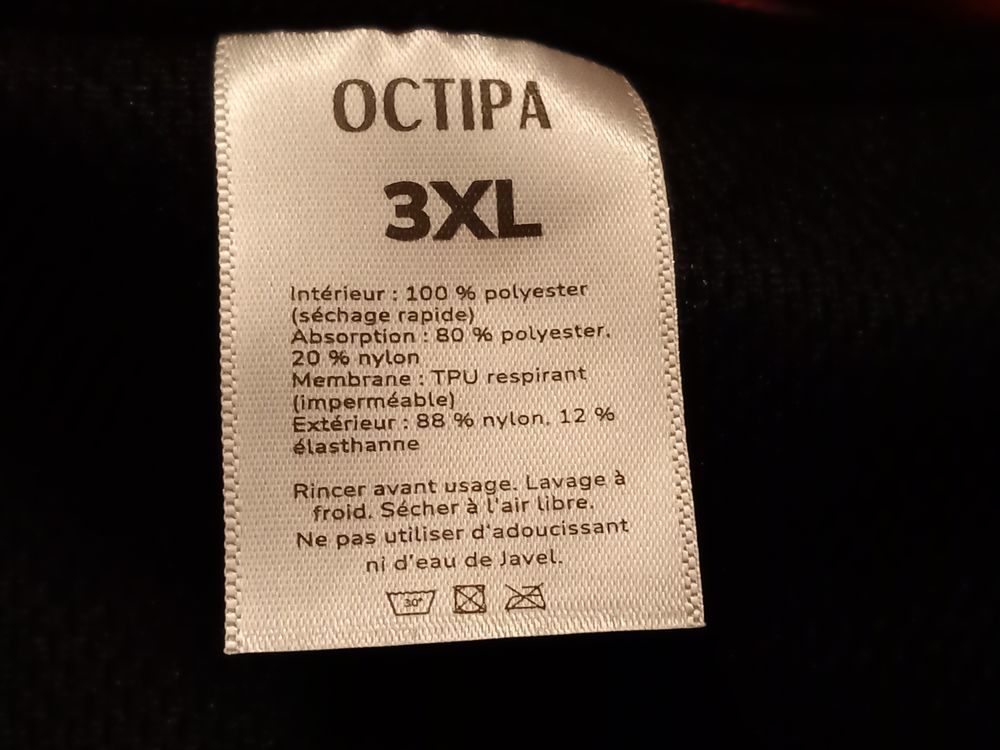 OCTIPA
3XL
Intérieur : 100 % polyester
(séchage rapide)
Absorption : 80 % polyester,
20 % nylon
Membrane : TPU respirant
(imperméable)
Extérieur : 88 % nylon, 12 %
élasthanne
Rincer avant usage. Lavage à
froid. Sécher à l'air libre.
Ne pas utiliser d'adoucissant
ni d'eau de Javel.
30°